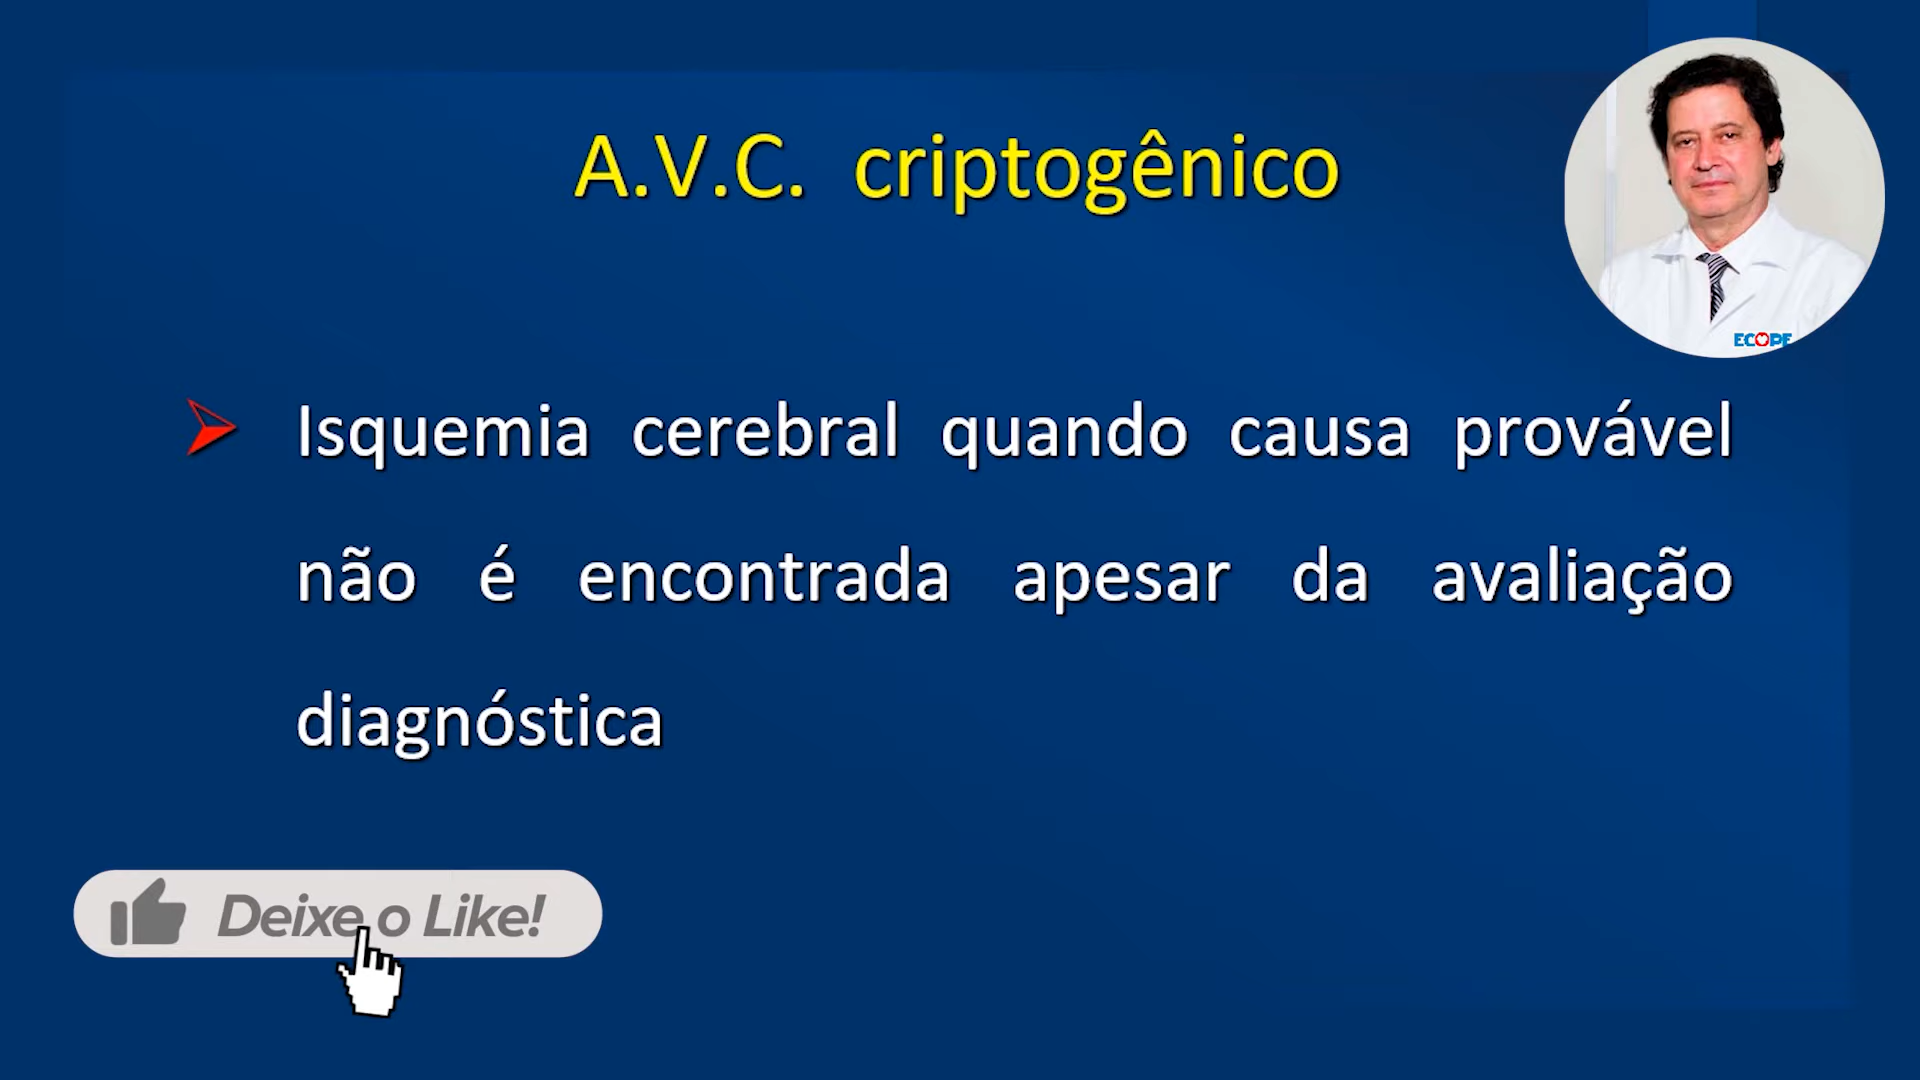 A.V.C. criptogênico
ECOPE
Isquemia cerebral quando causa provável
não é encontrada apesar da avaliação
diagnóstica
Deixe o Like!